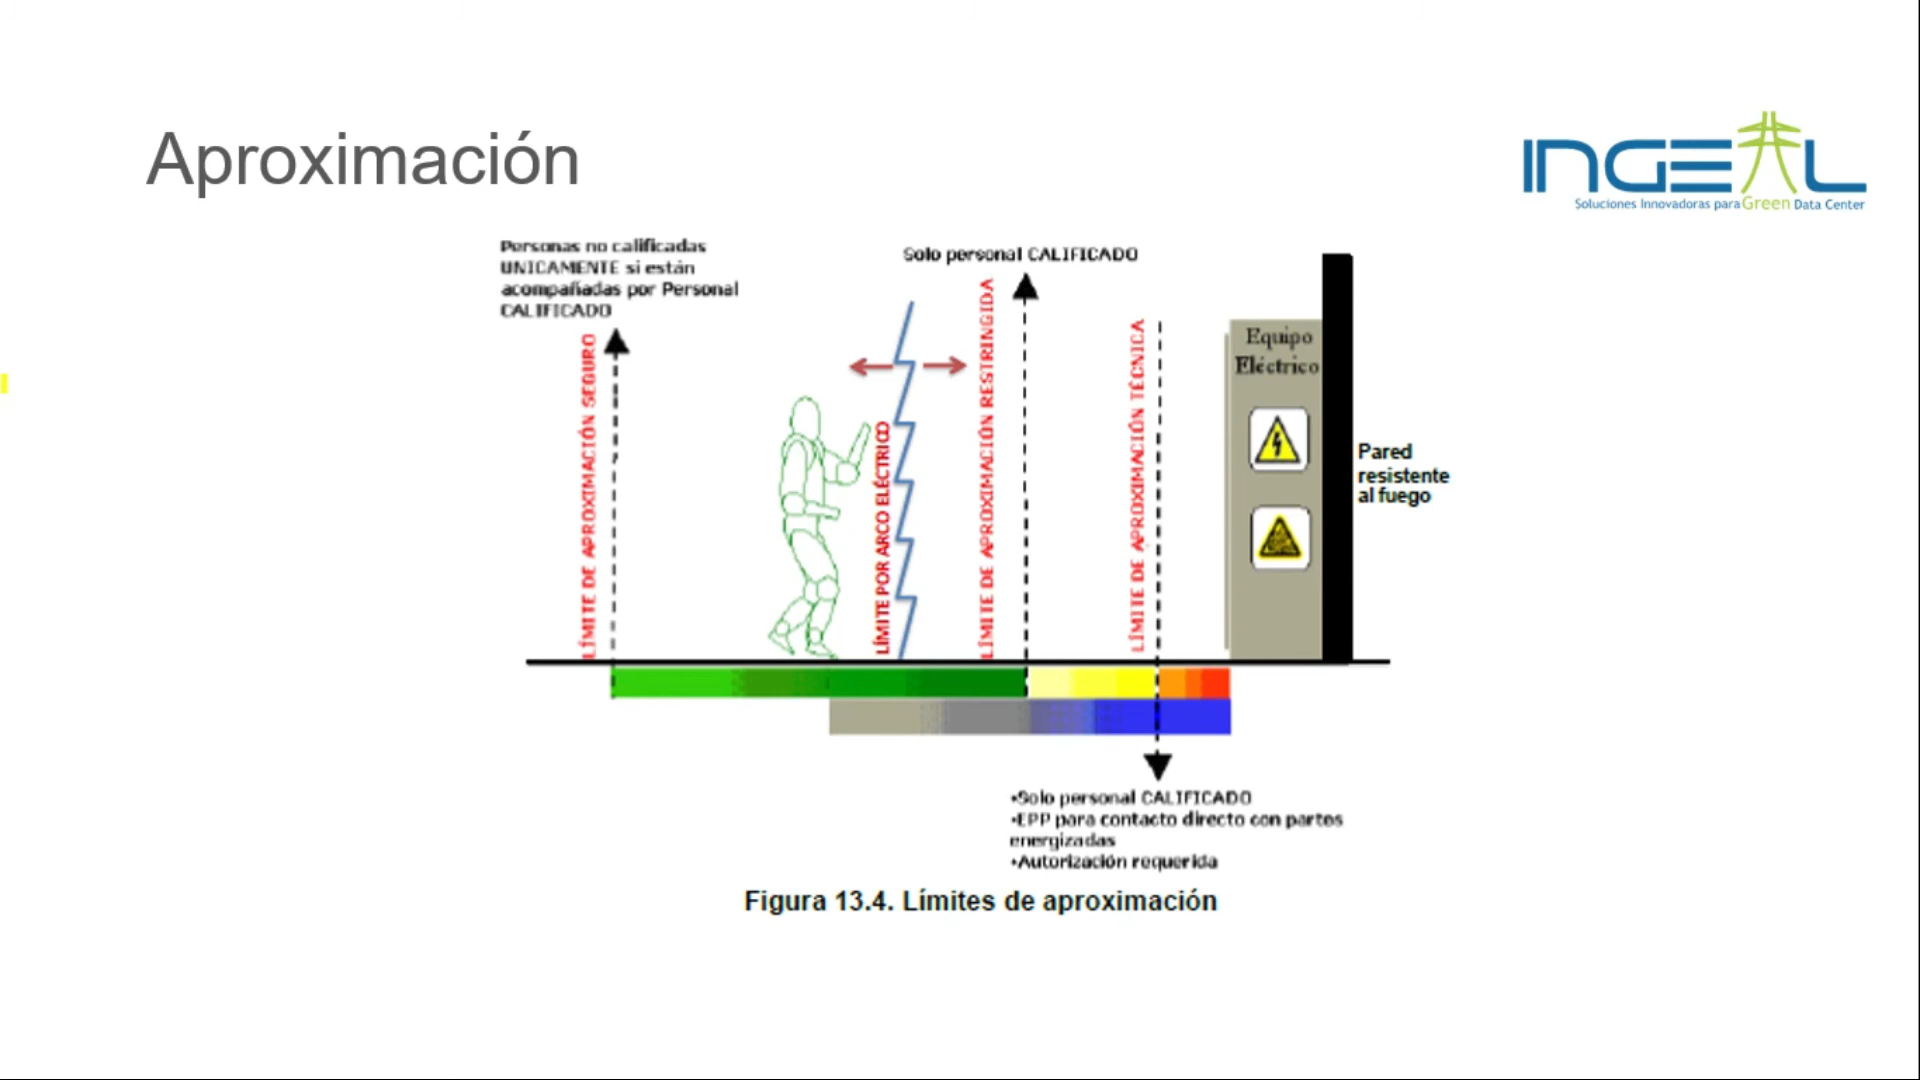 Aproximación
INGEAL
Soluciones Innovadoras para Green Data Center
Personas no calificadas
UNICAMENTE si están
acompañadas por Personal
CALIFICADO
Solo personal CALIFICADO
LÍMITE DE APROXIMACIÓN SEGURO
LÍMITE POR ARCO ELÉCTRICO
LÍMITE DE APROXIMACIÓN RESTRINGIDA
LÍMITE DE APROXIMACIÓN TÉCNICA
Equipo
Eléctrico
Pared
resistente
al fuego
•Solo personal CALIFICADO
•EPP para contacto directo con partes
energizadas
•Autorización requerida
Figura 13.4. Límites de aproximación